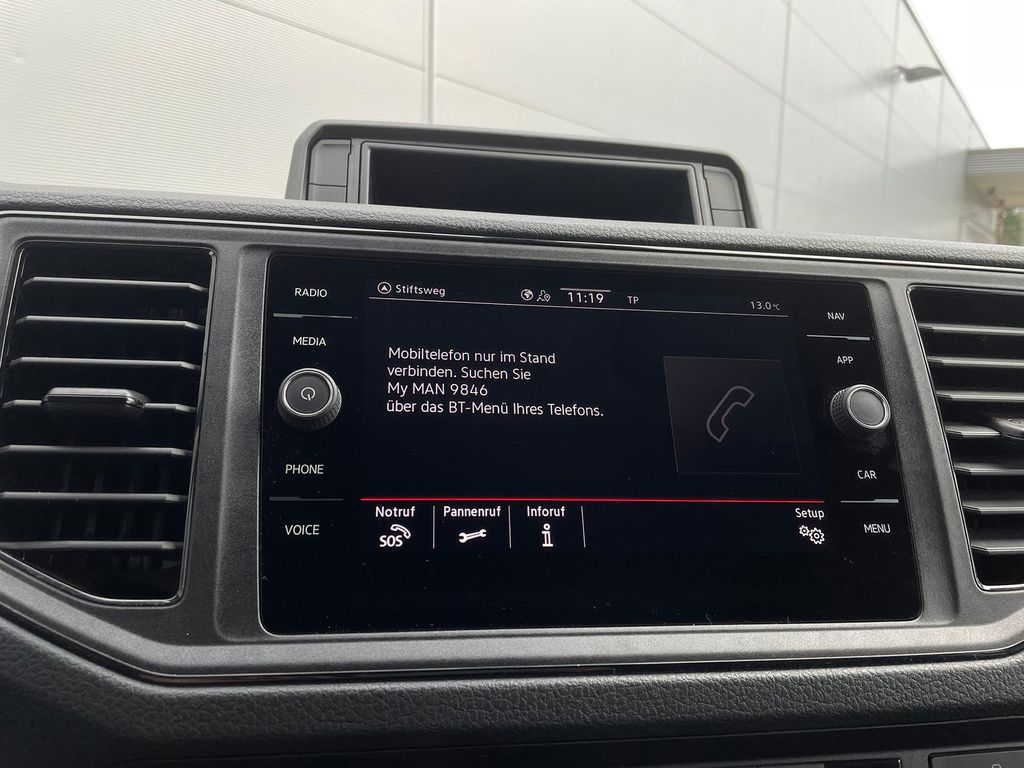 RADIO
MEDIA
PHONE
VOICE
Stiftsweg
11:19
TP
13.0°C
Mobiltelefon nur im Stand
verbinden. Suchen Sie
My MAN 9846
über das BT-Menü Ihres Telefons.
Notruf
SOS
Pannenruf
Inforuf
Setup
NAV
APP
CAR
MENU